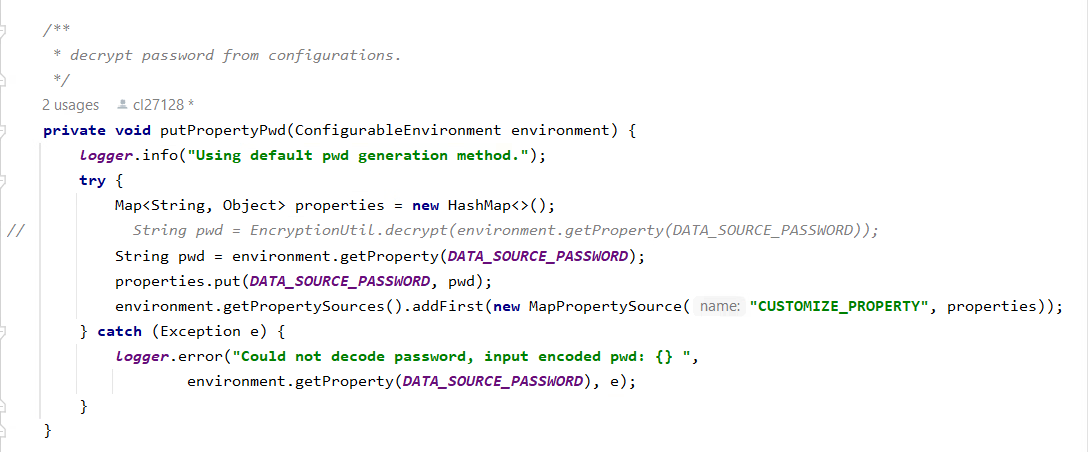 /**
 * decrypt password from configurations.
 */
2 usages cl27128 *
private void putPropertyPwd(ConfigurableEnvironment environment) {
    logger.info("Using default pwd generation method.");
    try {
        Map<String, Object> properties = new HashMap<>();
//            String pwd = EncryptionUtil.decrypt(environment.getProperty(DATA_SOURCE_PASSWORD));
        String pwd = environment.getProperty(DATA_SOURCE_PASSWORD);
        properties.put(DATA_SOURCE_PASSWORD, pwd);
        environment.getPropertySources().addFirst(new MapPropertySource( name: "CUSTOMIZE_PROPERTY", properties));
    } catch (Exception e) {
        logger.error("Could not decode password, input encoded pwd: {} ",
                environment.getProperty(DATA_SOURCE_PASSWORD), e);
    }
}